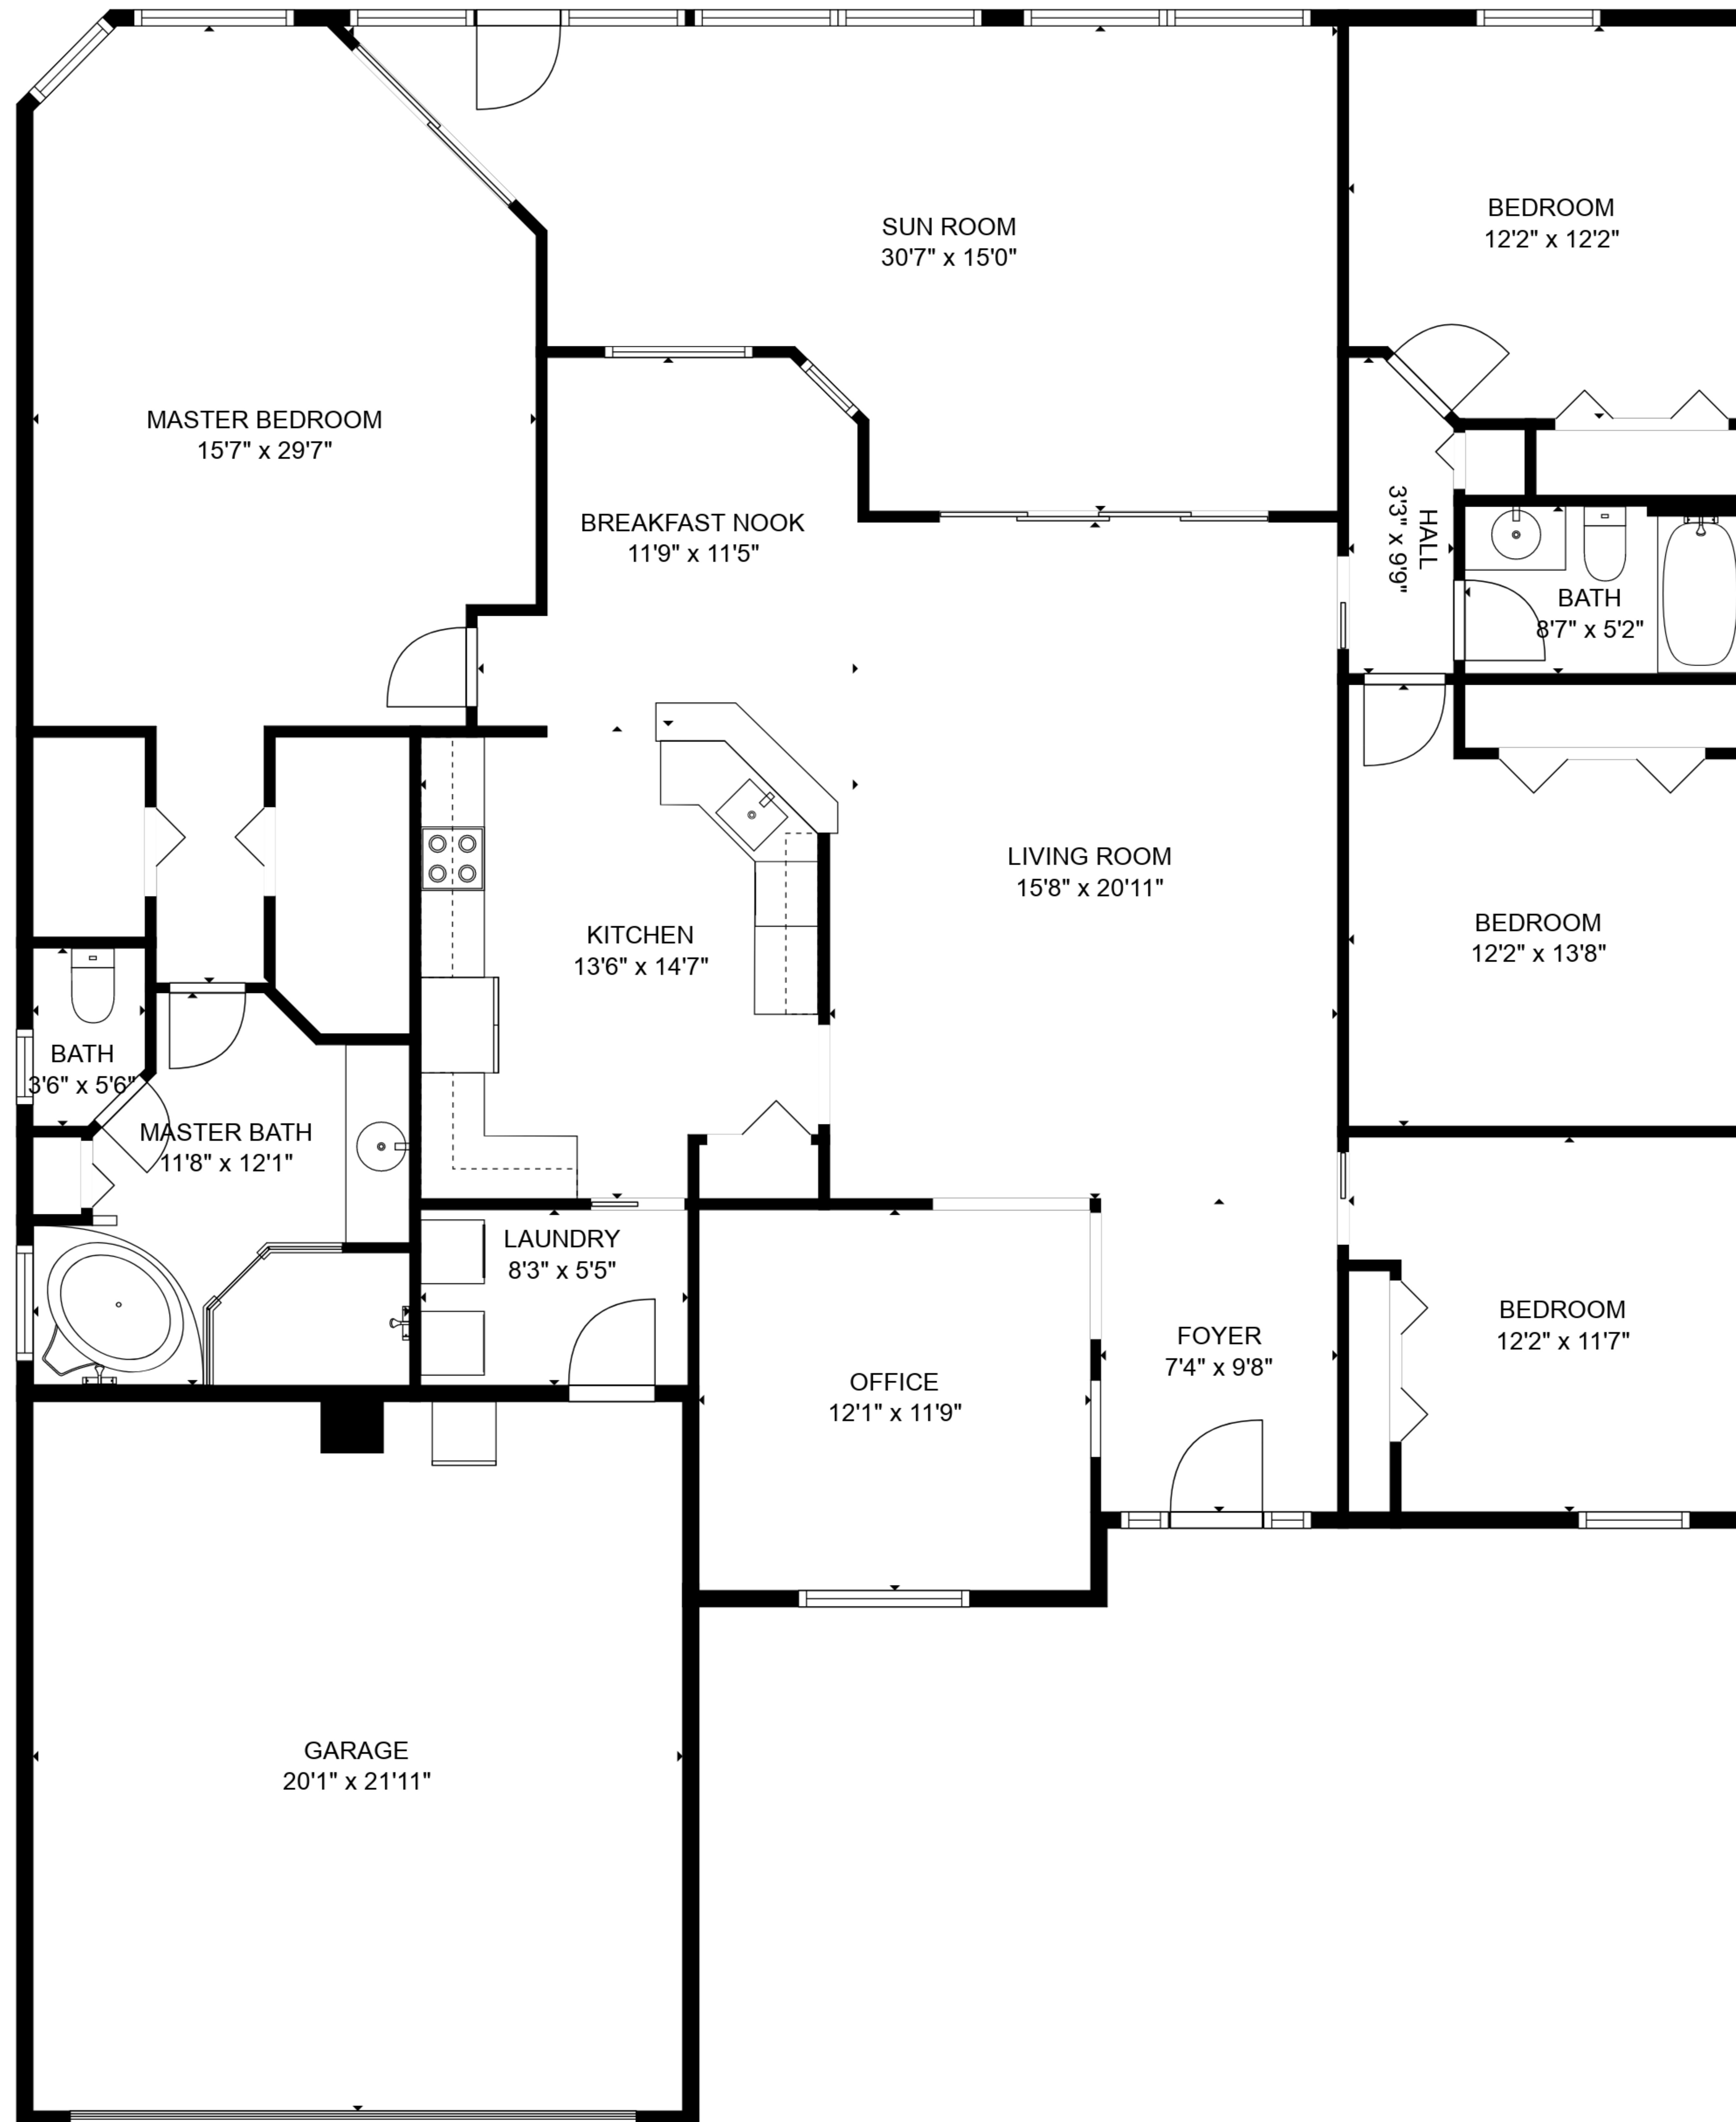 BEDROOM
12'2" x 12'2"
SUN ROOM
30'7" x 15'0"
MASTER BEDROOM
15'7" x 29'7"
BREAKFAST NOOK
11'9" x 11'5"
HALL
3'3" x 9'9"
BATH
8'7" x 5'2"
LIVING ROOM
15'8" x 20'11"
BEDROOM
12'2" x 13'8"
KITCHEN
13'6" x 14'7"
BATH
3'6" x 5'6"
MASTER BATH
11'8" x 12'1"
LAUNDRY
8'3" x 5'5"
BEDROOM
12'2" x 11'7"
FOYER
7'4" x 9'8"
OFFICE
12'1" x 11'9"
GARAGE
20'1" x 21'11"